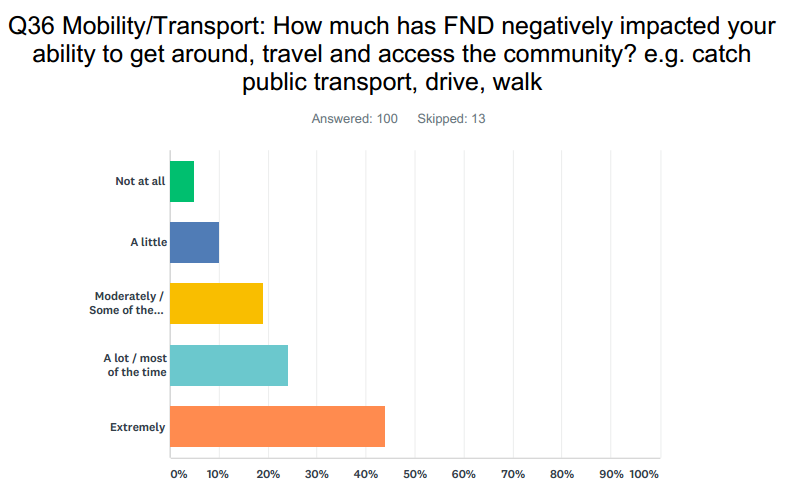 Q36 Mobility/Transport: How much has FND negatively impacted your
ability to get around, travel and access the community? e.g. catch
public transport, drive, walk
Answered: 100 Skipped: 13
Not at all
A little
Moderately /
Some of the...
A lot / most
of the time
Extremely
0% 10% 20% 30% 40% 50% 60% 70% 80% 90% 100%